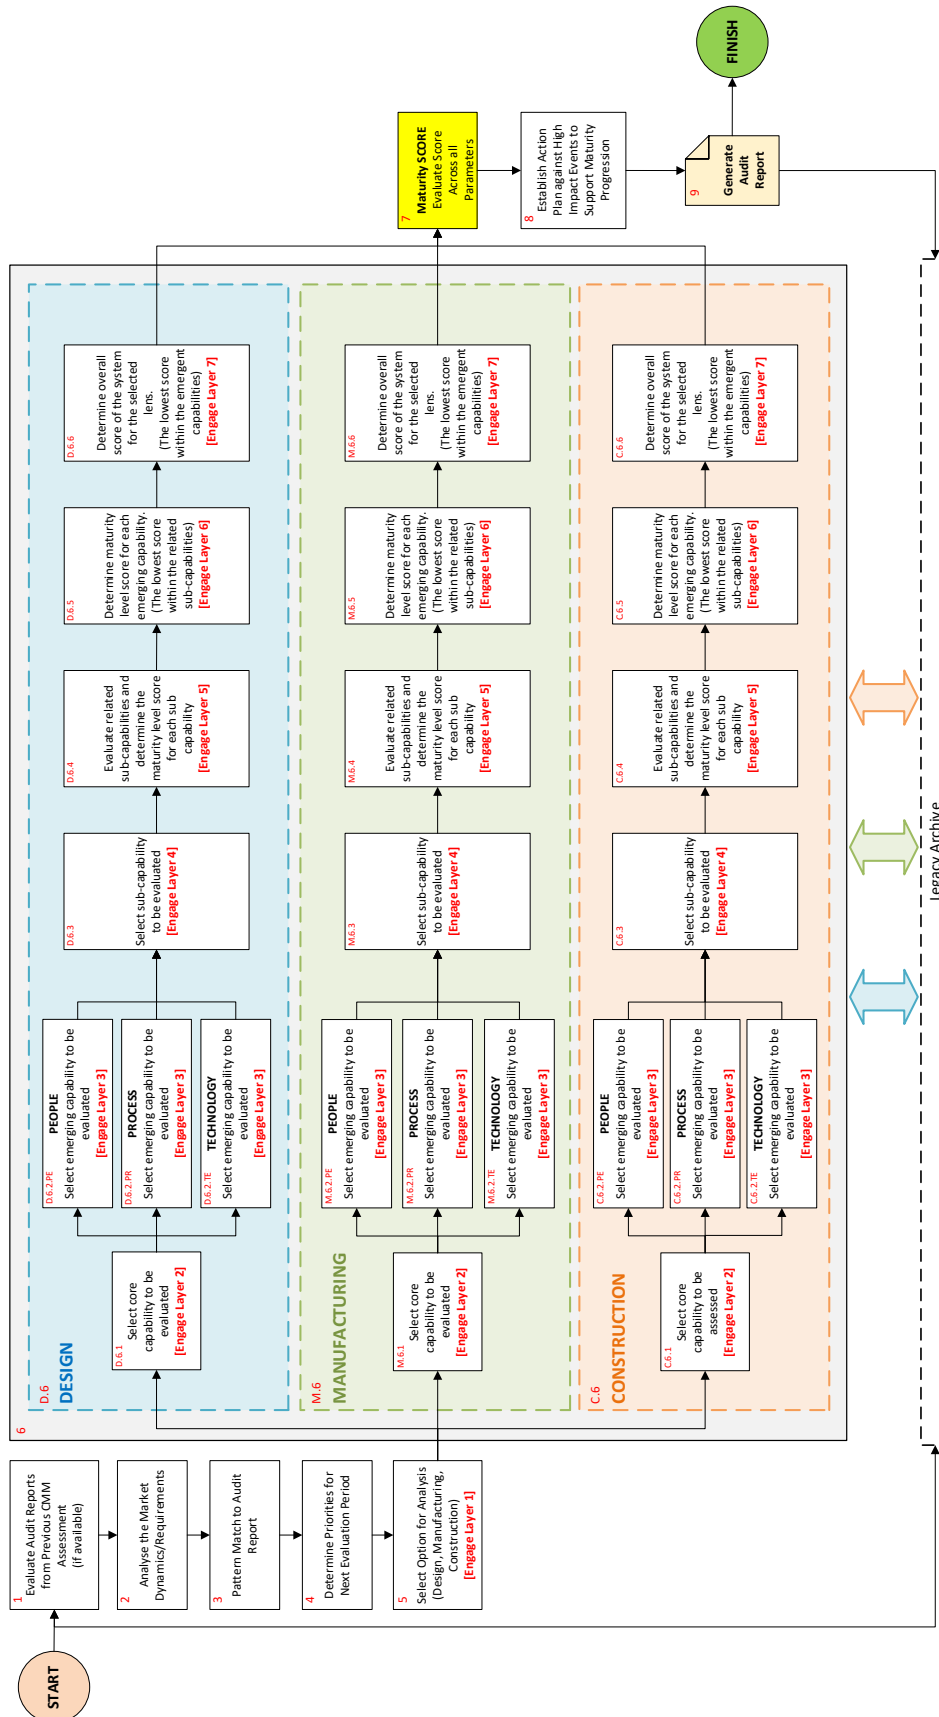 START
1
Evaluate Audit Reports
from Previous CMM
Assessment
(if available)
2
Analyse the Market
Dynamics/Requirements
3
Pattern Match to Audit
Report
4
Determine Priorities for
Next Evaluation Period
5
Select Option for Analysis
(Design, Manufacturing,
Construction)
[Engage Layer 1]
6
D.6
DESIGN
D.6.1
Select core
capability to be
evaluated
[Engage Layer 2]
D.6.2.PE
PEOPLE
Select emerging capability to be
evaluated
[Engage Layer 3]
D.6.2.PR
PROCESS
Select emerging capability to be
evaluated
[Engage Layer 3]
D.6.2.TE
TECHNOLOGY
Select emerging capability to be
evaluated
[Engage Layer 3]
D.6.3
Select sub-capability
to be evaluated
[Engage Layer 4]
D.6.4
Evaluate related
sub-capabilities and
determine the
maturity level score
for each sub
capability
[Engage Layer 5]
D.6.5
Determine maturity
level score for each
emerging capability.
(The lowest score
within the related
sub-capabilities)
[Engage Layer 6]
D.6.6
Determine overall
score of the system
for the selected
lens.
(The lowest score
within the emergent
capabilities)
[Engage Layer 7]
M.6
MANUFACTURING
M.6.1
Select core
capability to be
evaluated
[Engage Layer 2]
M.6.2.PE
PEOPLE
Select emerging capability to be
evaluated
[Engage Layer 3]
M.6.2.PR
PROCESS
Select emerging capability to be
evaluated
[Engage Layer 3]
M.6.2.TE
TECHNOLOGY
Select emerging capability to be
evaluated
[Engage Layer 3]
M.6.3
Select sub-capability
to be evaluated
[Engage Layer 4]
M.6.4
Evaluate related
sub-capabilities and
determine the
maturity level score
for each sub
capability
[Engage Layer 5]
M.6.5
Determine maturity
level score for each
emerging capability.
(The lowest score
within the related
sub-capabilities)
[Engage Layer 6]
M.6.6
Determine overall
score of the system
for the selected
lens.
(The lowest score
within the emergent
capabilities)
[Engage Layer 7]
C.6
CONSTRUCTION
C.6.1
Select core
capability to be
assessed
[Engage Layer 2]
C.6.2.PE
PEOPLE
Select emerging capability to be
evaluated
[Engage Layer 3]
C.6.2.PR
PROCESS
Select emerging capability to be
evaluated
[Engage Layer 3]
C.6.2.TE
TECHNOLOGY
Select emerging capability to be
evaluated
[Engage Layer 3]
C.6.3
Select sub-capability
to be evaluated
[Engage Layer 4]
C.6.4
Evaluate related
sub-capabilities and
determine the
maturity level score
for each sub
capability
[Engage Layer 5]
C.6.5
Determine maturity
level score for each
emerging capability.
(The lowest score
within the related
sub-capabilities)
[Engage Layer 6]
C.6.6
Determine overall
score of the system
for the selected
lens.
(The lowest score
within the emergent
capabilities)
[Engage Layer 7]
7
Maturity SCORE
Evaluate Score
Across all
Parameters
8
Establish Action
Plan against High
Impact Events to
Support Maturity
Progression
9
Generate
Audit
Report
FINISH
Legacy Archive